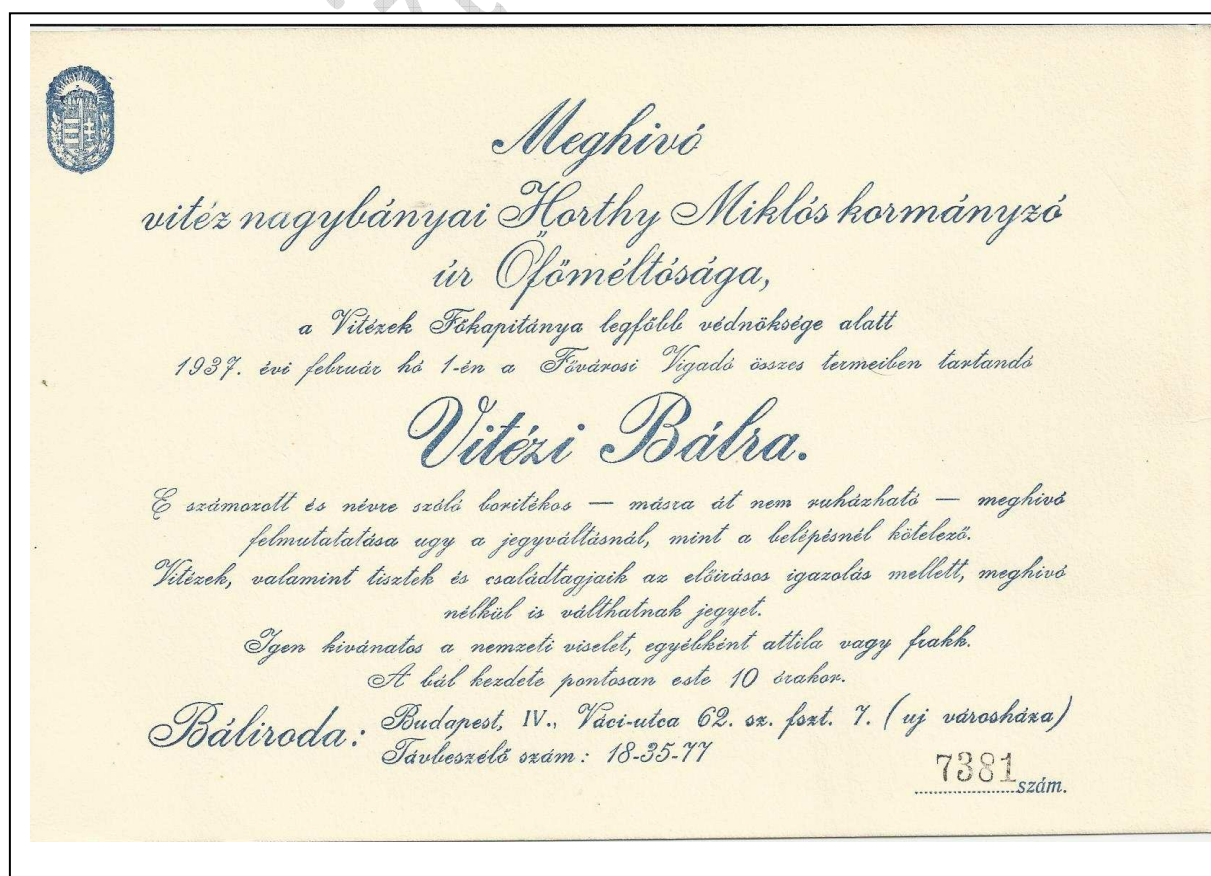 Meghivó
vitéz nagybányai Horthy Miklós kormányzó
úr Őfőméltósága,
a Vitézek Főkapitánya legfőbb védnöksége alatt
1937. évi február hó 1-én a Fővárosi Vigadó összes termeiben tartandó
Vitézi Bálra.
E számozott és névre szóló boritékos — másra át nem ruházható — meghivó
felmutatatása ugy a jegyváltásnál, mint a belépésnél kötelező.
Vitézek, valamint tisztek és családtagjaik az előirásos igazolás mellett, meghivó
nélkül is válthatnak jegyet.
Igen kivánatos a nemzeti viselet, egyébként attila vagy frakk.
A bál kezdete pontosan este 10 órakor.
Báliroda: Budapest, IV., Váci-utca 62. sz. fszt. 7. (uj városháza)
Távbeszélő szám: 18-35-77
7381 szám.